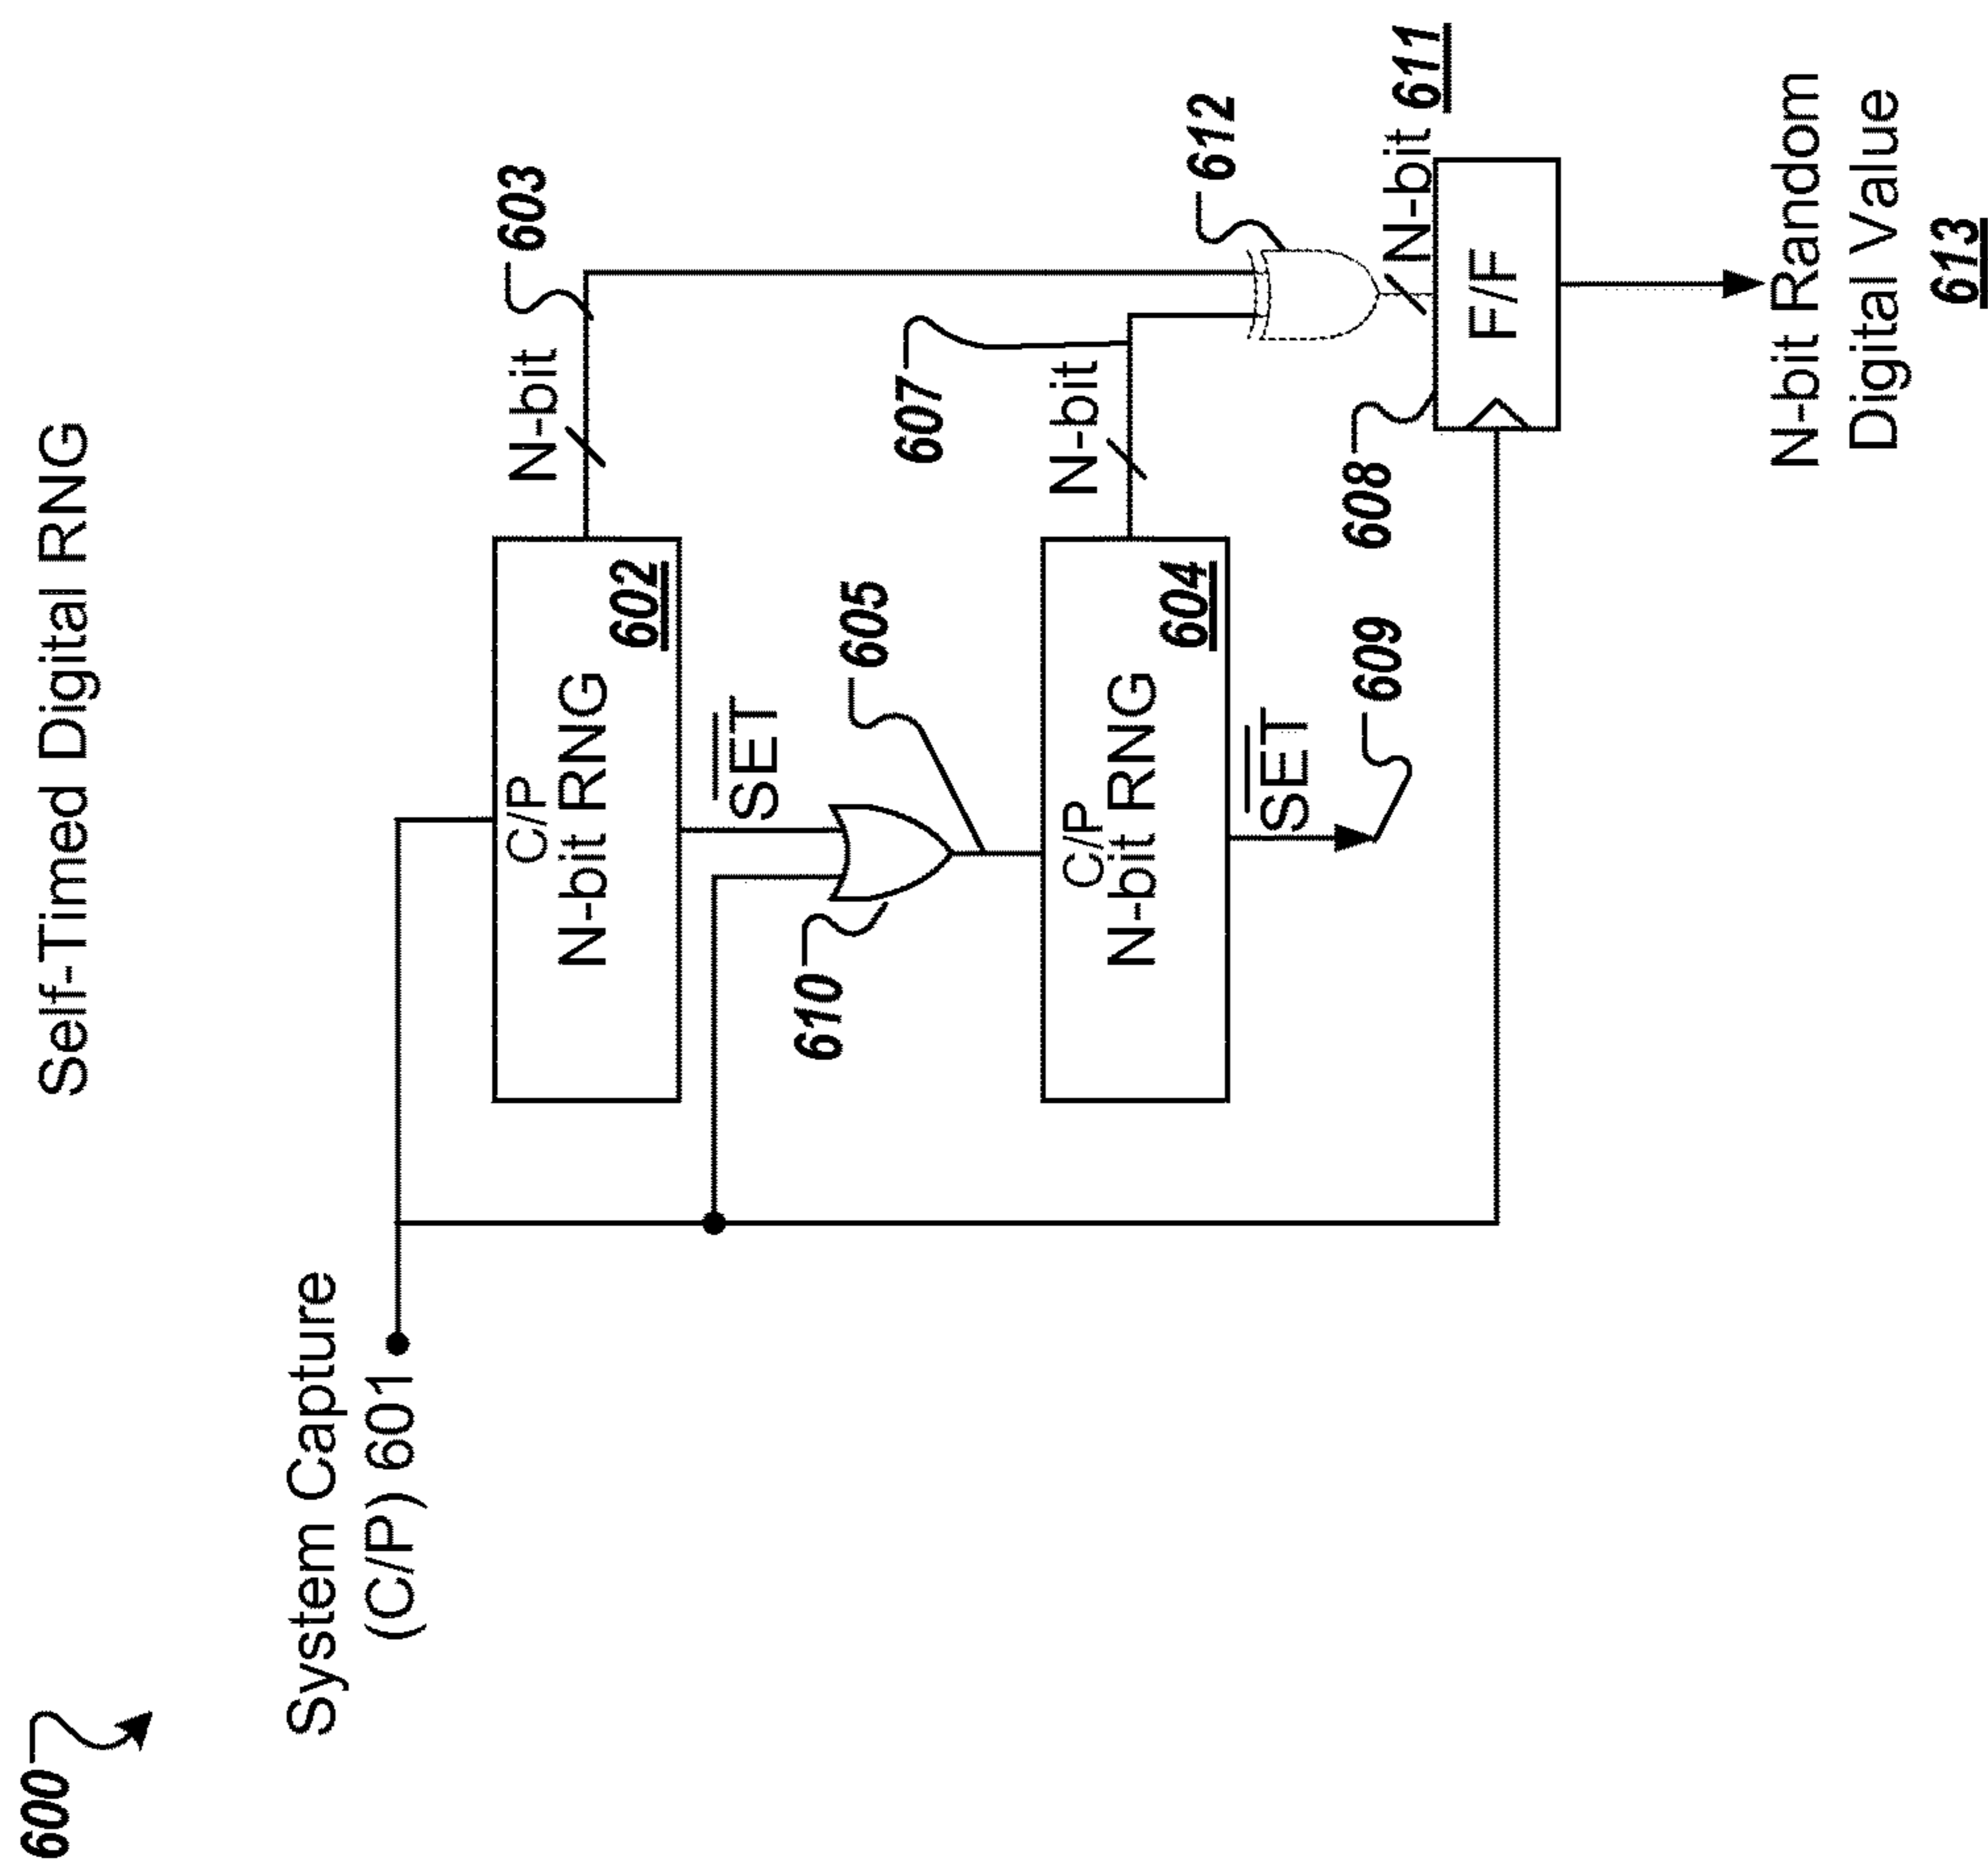 600
Self-Timed Digital RNG
System Capture
(C/P) 601
C/P
N-bit RNG
602
N-bit
603
SET
610
605
C/P
N-bit RNG
604
N-bit
607
SET
609
612
N-bit 611
608
F/F
N-bit Random
Digital Value
613